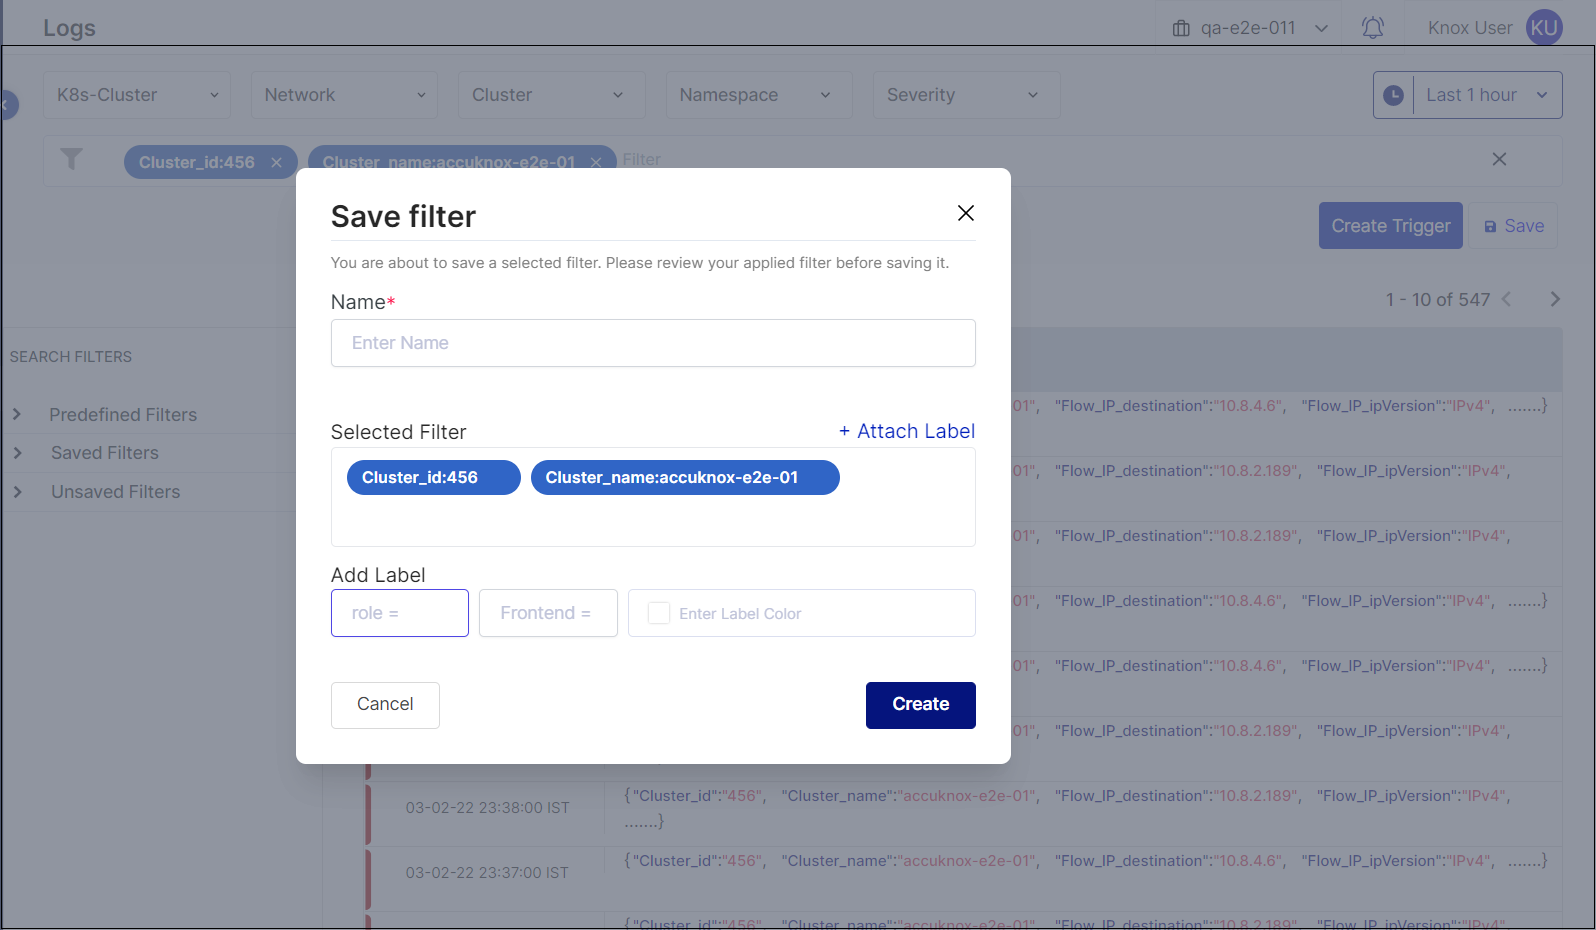 Logs
qa-e2e-011
Knox User KU
K8s-Cluster
Network
Cluster
Namespace
Severity
Last 1 hour
Cluster_id:456 ×
Cluster_name:accuknox-e2e-01 ×
Filter
Create Trigger
Save
1 - 10 of 547
SEARCH FILTERS
Predefined Filters
Saved Filters
Unsaved Filters
Save filter
You are about to save a selected filter. Please review your applied filter before saving it.
Name*
Enter Name
Selected Filter
+ Attach Label
Cluster_id:456
Cluster_name:accuknox-e2e-01
Add Label
role =
Frontend =
Enter Label Color
Cancel
Create
01", "Flow_IP_destination":"10.8.4.6", "Flow_IP_ipVersion":"IPv4", .......}
01", "Flow_IP_destination":"10.8.2.189", "Flow_IP_ipVersion":"IPv4",
01", "Flow_IP_destination":"10.8.2.189", "Flow_IP_ipVersion":"IPv4",
01", "Flow_IP_destination":"10.8.4.6", "Flow_IP_ipVersion":"IPv4", .......}
01", "Flow_IP_destination":"10.8.4.6", "Flow_IP_ipVersion":"IPv4", .......}
01", "Flow_IP_destination":"10.8.2.189", "Flow_IP_ipVersion":"IPv4",
03-02-22 23:38:00 IST
{"Cluster_id":"456", "Cluster_name":"accuknox-e2e-01", "Flow_IP_destination":"10.8.2.189", "Flow_IP_ipVersion":"IPv4",
.......}
03-02-22 23:37:00 IST
{"Cluster_id":"456", "Cluster_name":"accuknox-e2e-01", "Flow_IP_destination":"10.8.4.6", "Flow_IP_ipVersion":"IPv4", .......}
{"Cluster_id":"456", "Cluster_name":"accuknox-e2e-01", "Flow_IP_destination":"10.8.2.189", "Flow_IP_ipVersion":"IPv4",